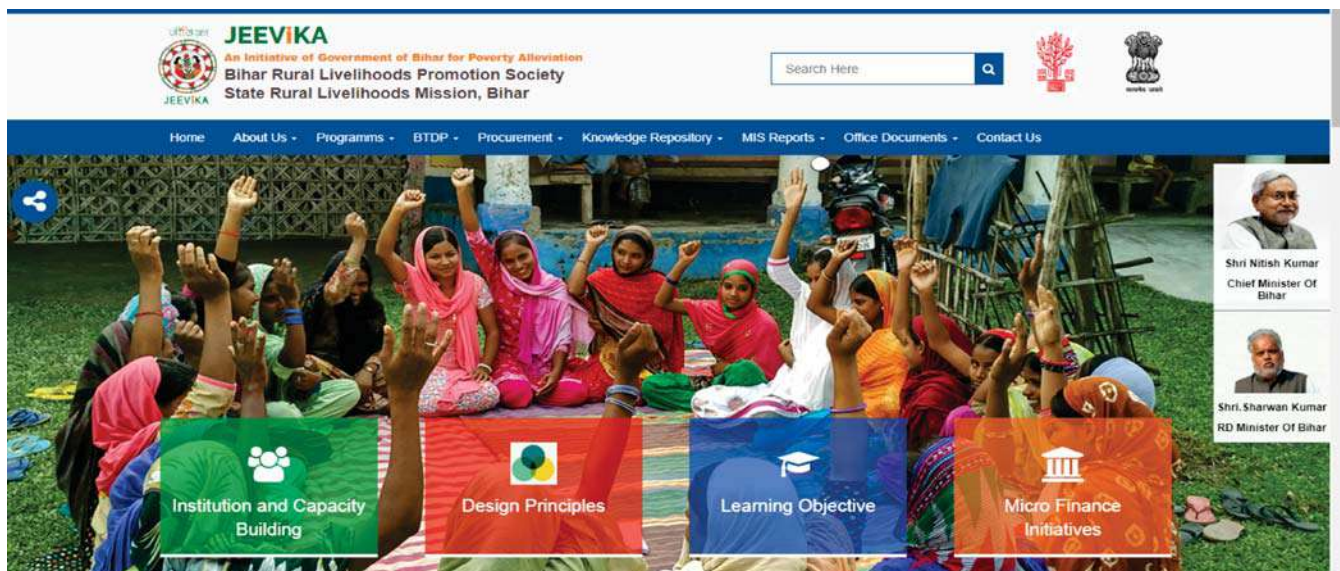 JEEViKA
An Initiative of Government of Bihar for Poverty Alleviation
Bihar Rural Livelihoods Promotion Society
State Rural Livelihoods Mission, Bihar
JEEViKA
Search Here
Home About Us Programms BTDP Procurement Knowledge Repository MIS Reports Office Documents Contact Us
Shri Nitish Kumar
Chief Minister Of
Bihar
Shri.Sharwan Kumar
RD Minister Of Bihar
Institution and Capacity
Building
Design Principles
Learning Objective
Micro Finance
Initiatives